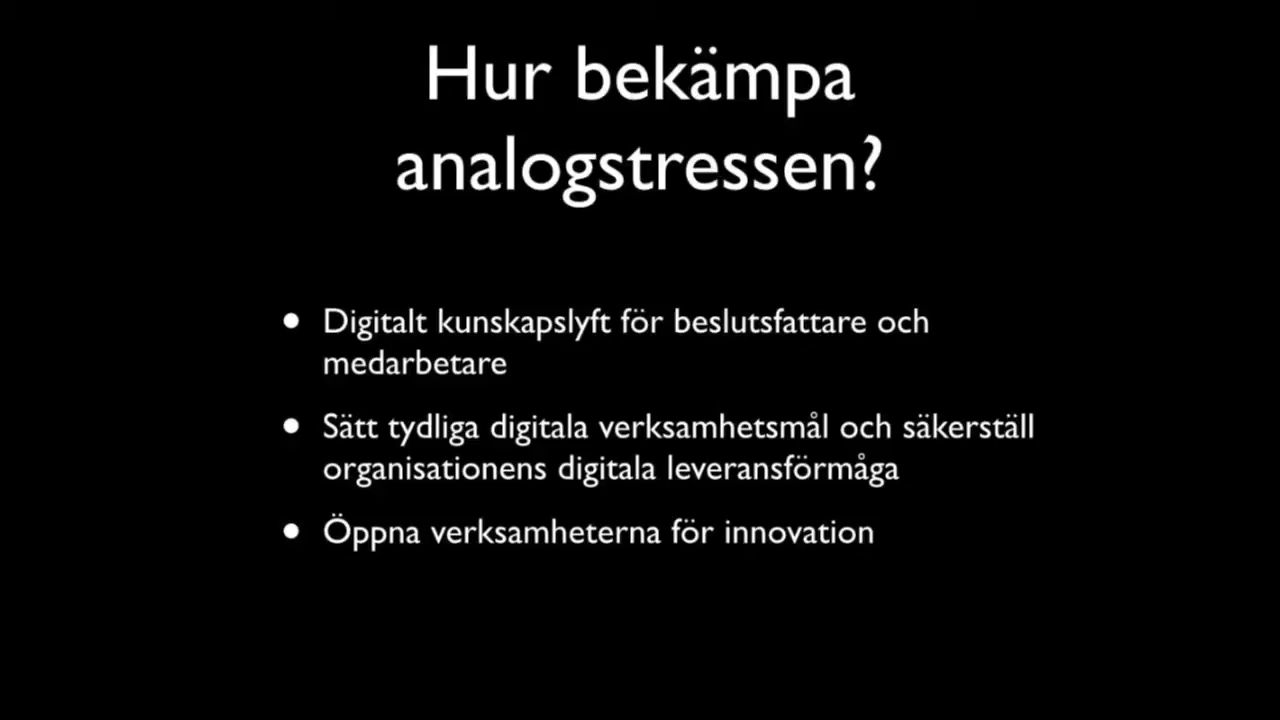 Hur bekämpa
analogstressen?
• Digitalt kunskapslyft för beslutsfattare och
medarbetare
• Sätt tydliga digitala verksamhetsmål och säkerställ
organisationens digitala leveransförmåga
• Öppna verksamheterna för innovation